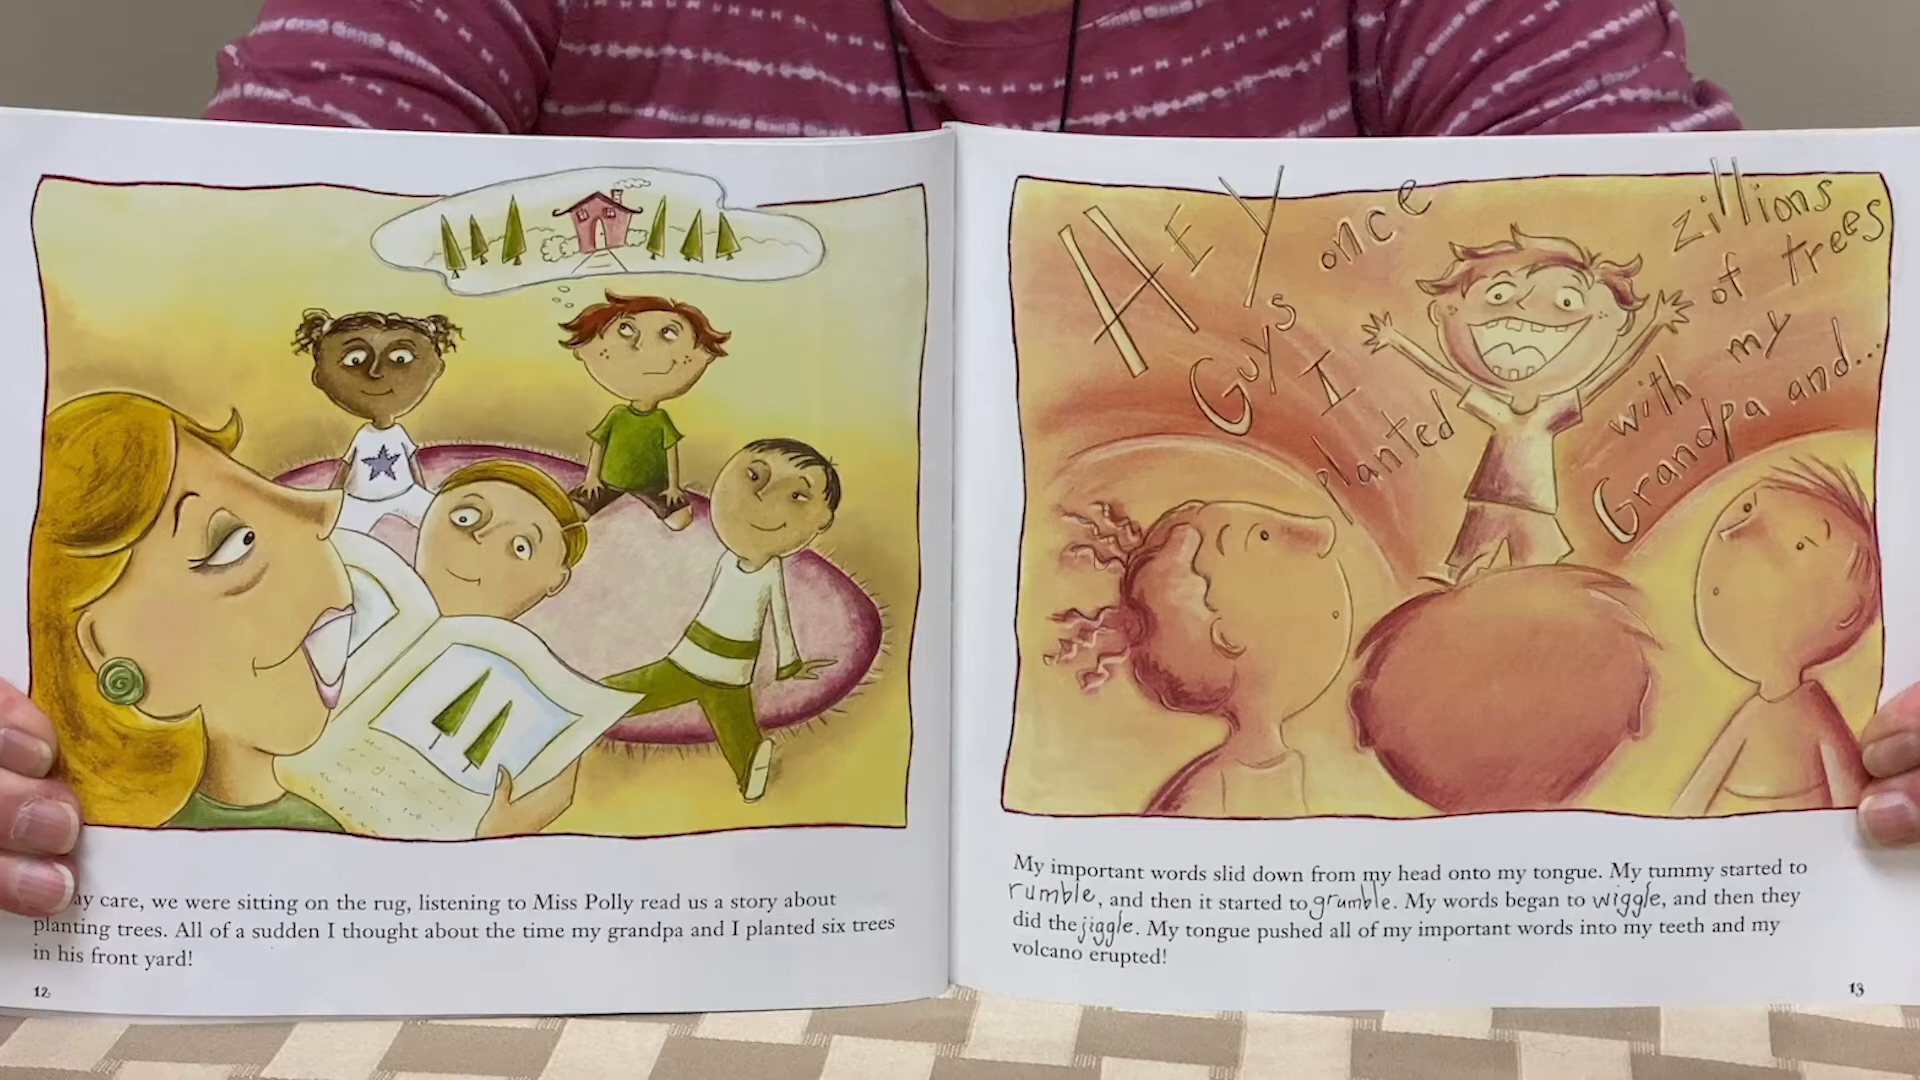 ay care, we were sitting on the rug, listening to Miss Polly read us a story about
planting trees. All of a sudden I thought about the time my grandpa and I planted six trees
in his front yard!
12
HEY
Guys
once
I
planted
zillions
of trees
with my
Grandpa and...
My important words slid down from my head onto my tongue. My tummy started to
rumble, and then it started to grumble. My words began to wiggle, and then they
did the jiggle. My tongue pushed all of my important words into my teeth and my
volcano erupted!
13